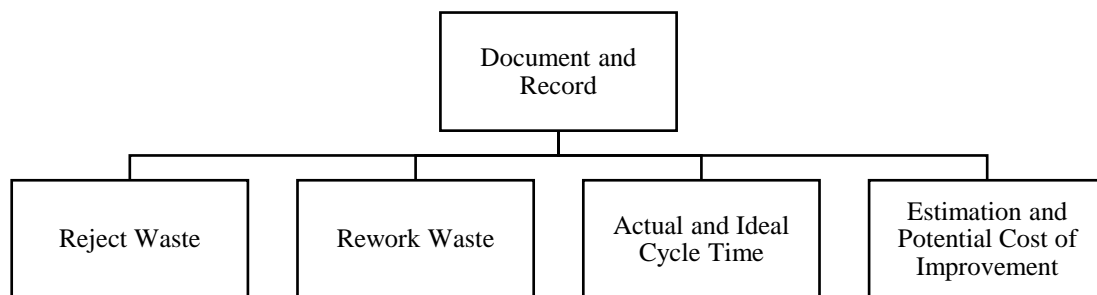 Document and
Record
Reject Waste
Rework Waste
Actual and Ideal
Cycle Time
Estimation and
Potential Cost of
Improvement